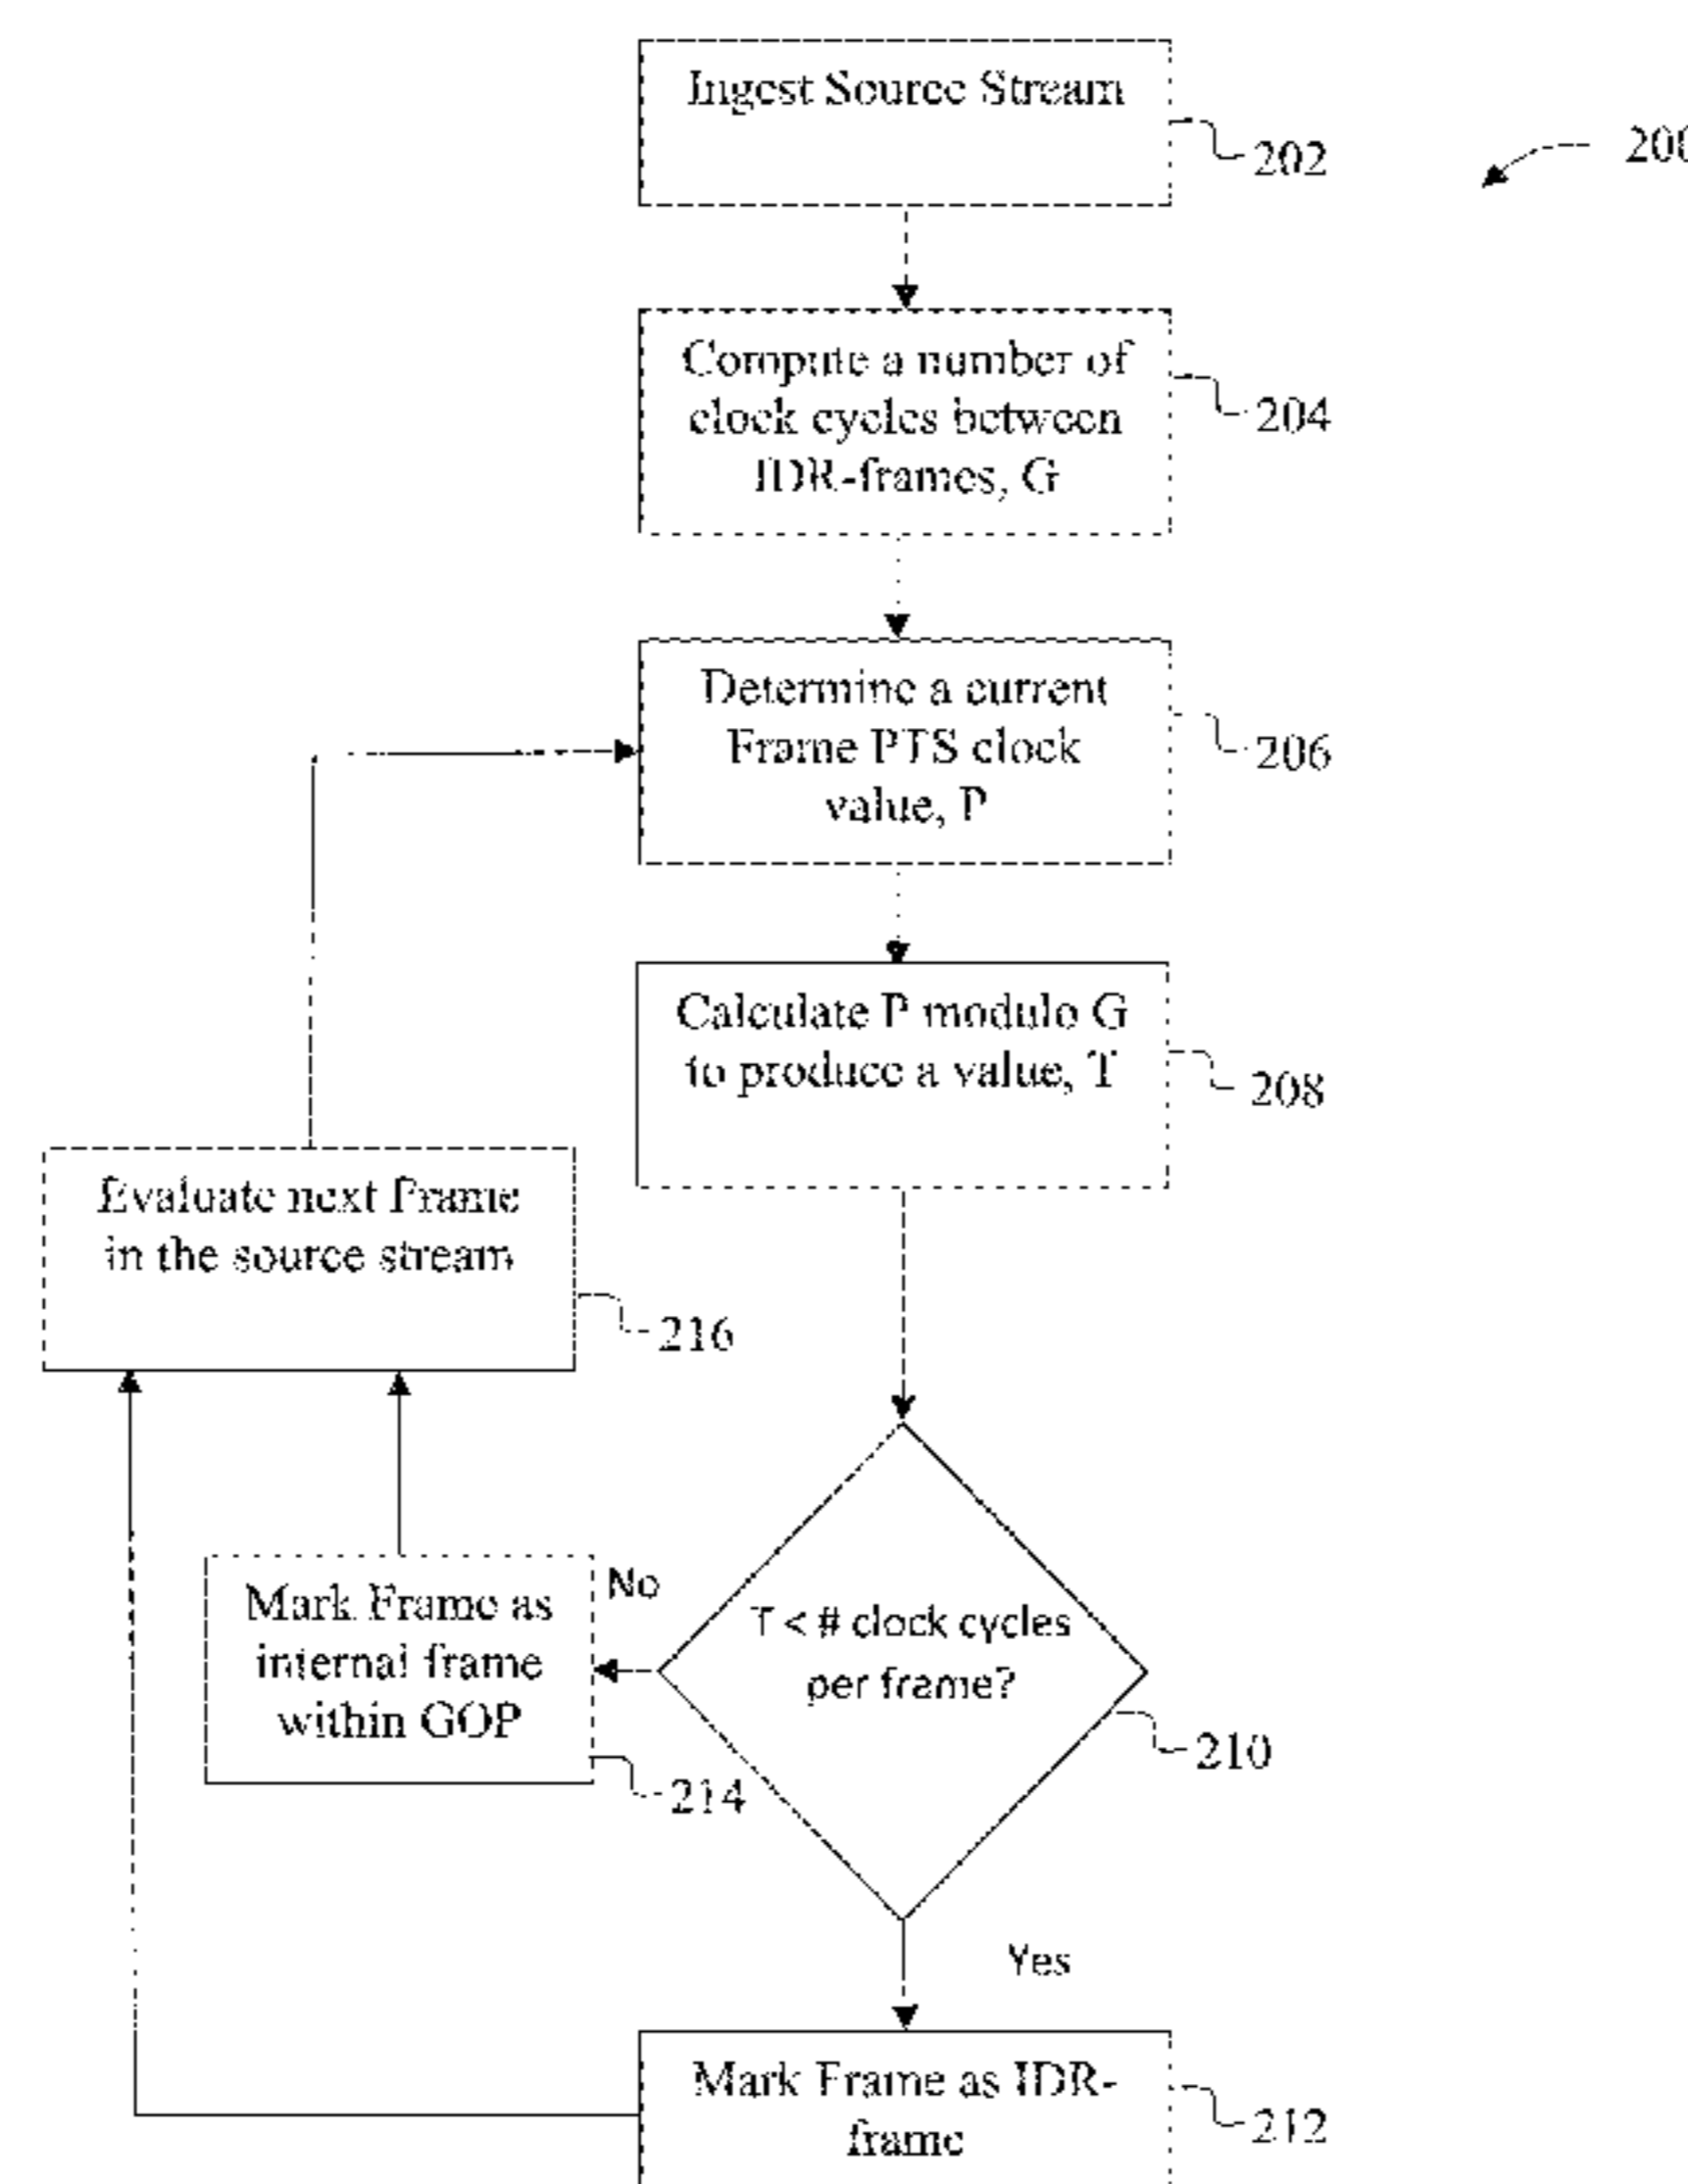 Ingest Source Stream
202
200
Compute a number of
clock cycles between
IDR-frames, G
204
Determine a current
Frame PTS clock
value, P
206
Calculate P modulo G
to produce a value, T
208
Evaluate next Frame
in the source stream
216
Mark Frame as
internal frame
within GOP
214
No
T < # clock cycles
per frame?
210
Yes
Mark Frame as IDR-
frame
212